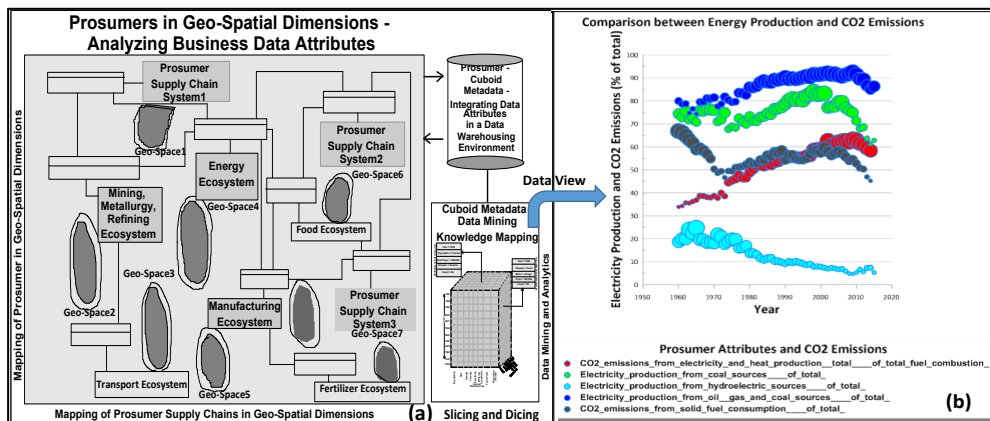 Prosumers in Geo-Spatial Dimensions -
Analyzing Business Data Attributes
Mapping of Prosumer in Geo-Spatial Dimensions
Prosumer
Supply Chain
System1
Geo-Space1
Energy
Ecosystem
Geo-Space4
Prosumer
Supply Chain
System2
Geo-Space6
Mining,
Metallurgy,
Refining
Ecosystem
Food Ecosystem
Geo-Space3
Geo-Space2
Manufacturing
Ecosystem
Prosumer
Supply Chain
System3
Geo-Space7
Transport Ecosystem
Geo-Space5
Fertilizer Ecosystem
Mapping of Prosumer Supply Chains in Geo-Spatial Dimensions
(a)
Prosumer -
Cuboid
Metadata -
Integrating Data
Attributes
in a Data
Warehousing
Environment
Data View
Cuboid Metadata
Data Mining
Knowledge Mapping
Slicing and Dicing
Data Mining and Analytics
Comparison between Energy Production and CO2 Emissions
Electricity Production and CO2 Emissions (% of total)
100
90
80
70
60
50
40
30
20
10
0
1950 1960 1970 1980 1990 2000 2010 2020
Year
Prosumer Attributes and CO2 Emissions
CO2_emissions_from_electricity_and_heat_production__total____of_total_fuel_combustion_
Electricity_production_from_coal_sources____of_total_
Electricity_production_from_hydroelectric_sources____of_total_
Electricity_production_from_oil__gas_and_coal_sources____of_total_
CO2_emissions_from_solid_fuel_consumption____of_total_
(b)